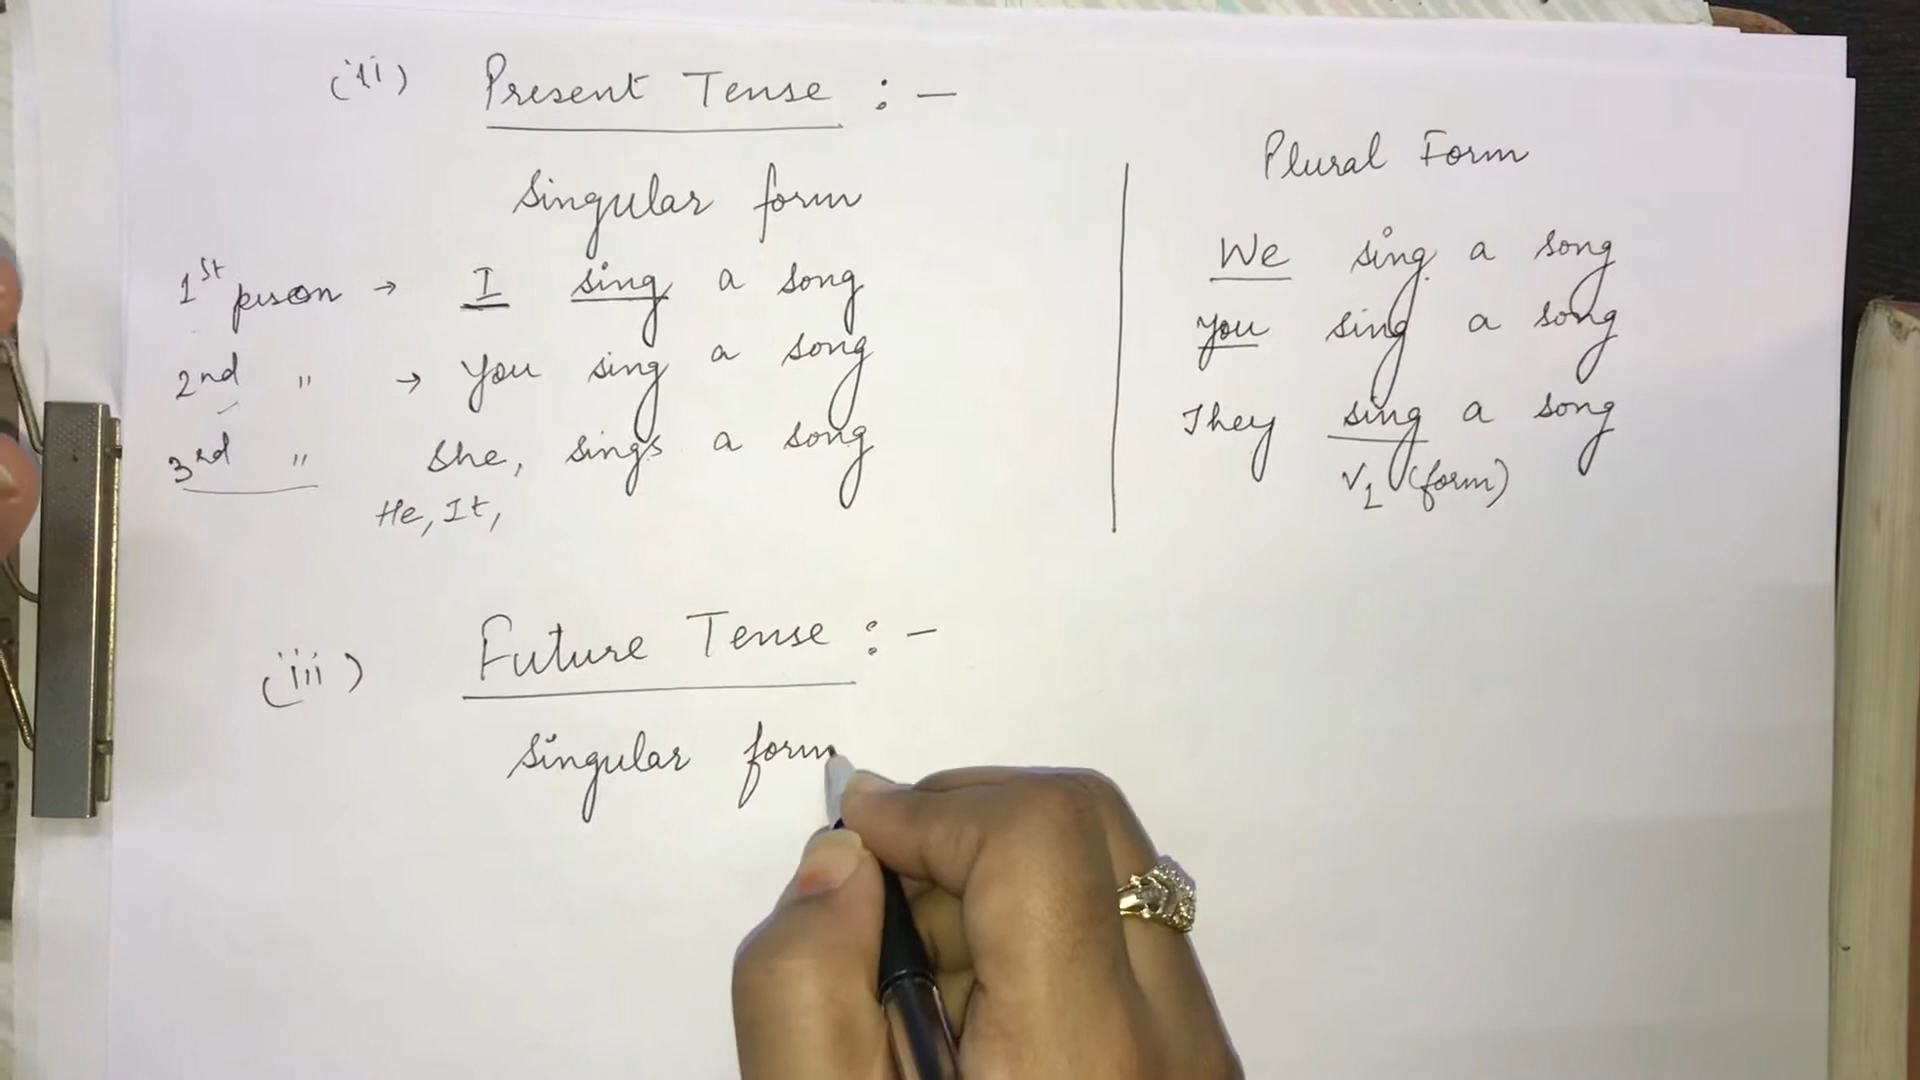 (ii) Present Tense : -
Singular form
1st person → I sing a song
2nd " → You sing a song
3rd " She, sings a song
He, It,
Plural Form
We sing a song
You sing a song
They sing a song
V1 (form)
(iii) Future Tense : -
Singular form